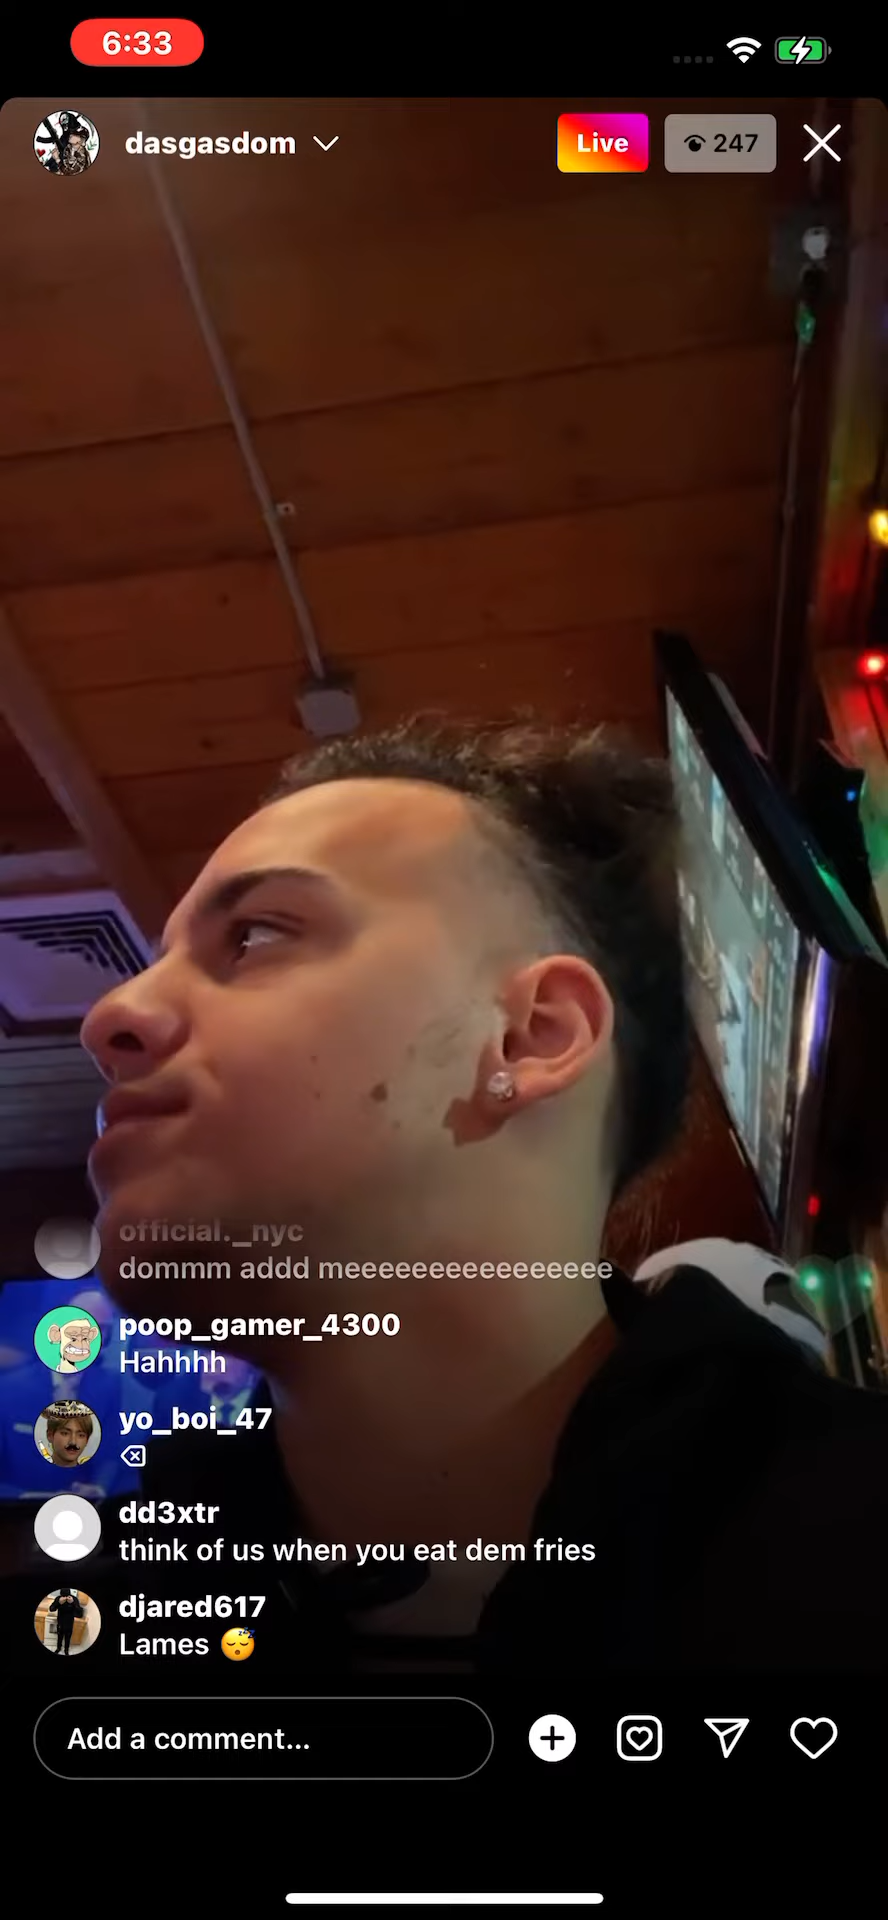 6:33
dasgasdom
Live
247
official._nyc
dommm addd meeeeeeeeeeeeeeee
poop_gamer_4300
Hahhhh
yo_boi_47
dd3xtr
think of us when you eat dem fries
djared617
Lames 😴
Add a comment...